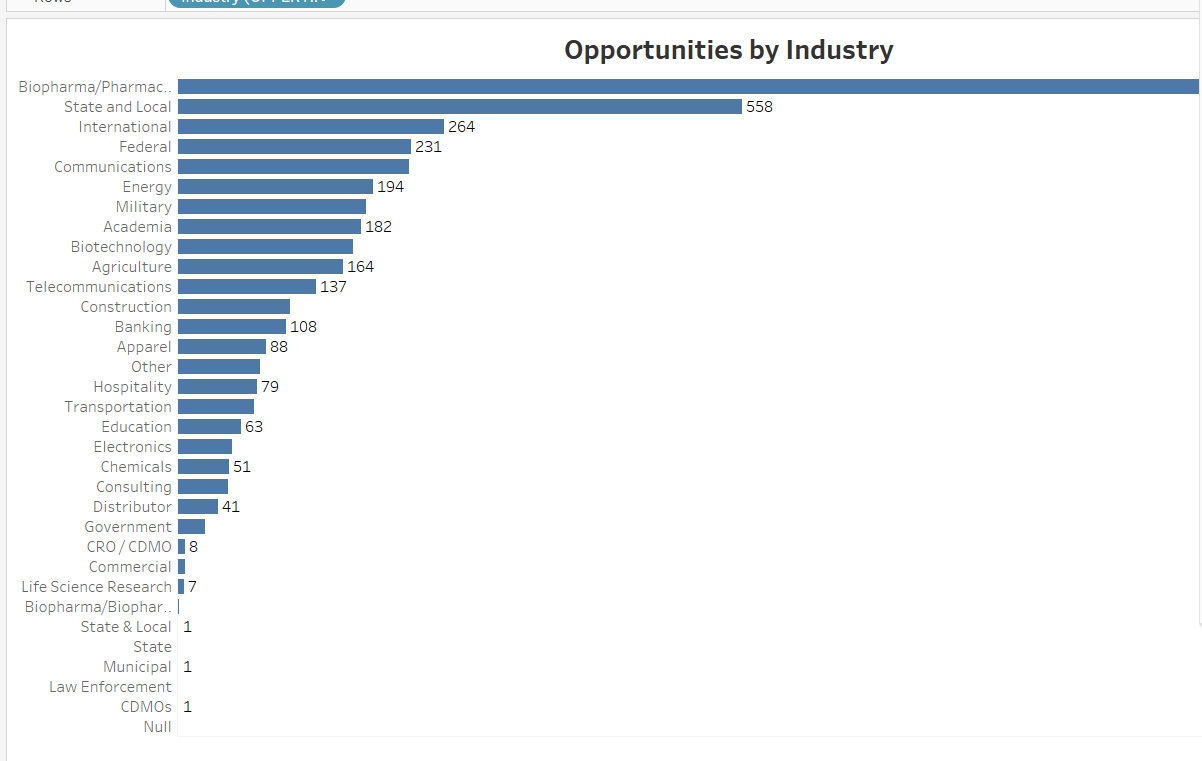 Opportunities by Industry
Biopharma/Pharmac..
State and Local 558
International 264
Federal 231
Communications
Energy 194
Military
Academia 182
Biotechnology
Agriculture 164
Telecommunications 137
Construction
Banking 108
Apparel 88
Other
Hospitality 79
Transportation
Education 63
Electronics
Chemicals 51
Consulting
Distributor 41
Government
CRO / CDMO 8
Commercial
Life Science Research 7
Biopharma/Biophar..
State & Local 1
State
Municipal 1
Law Enforcement
CDMOs 1
Null